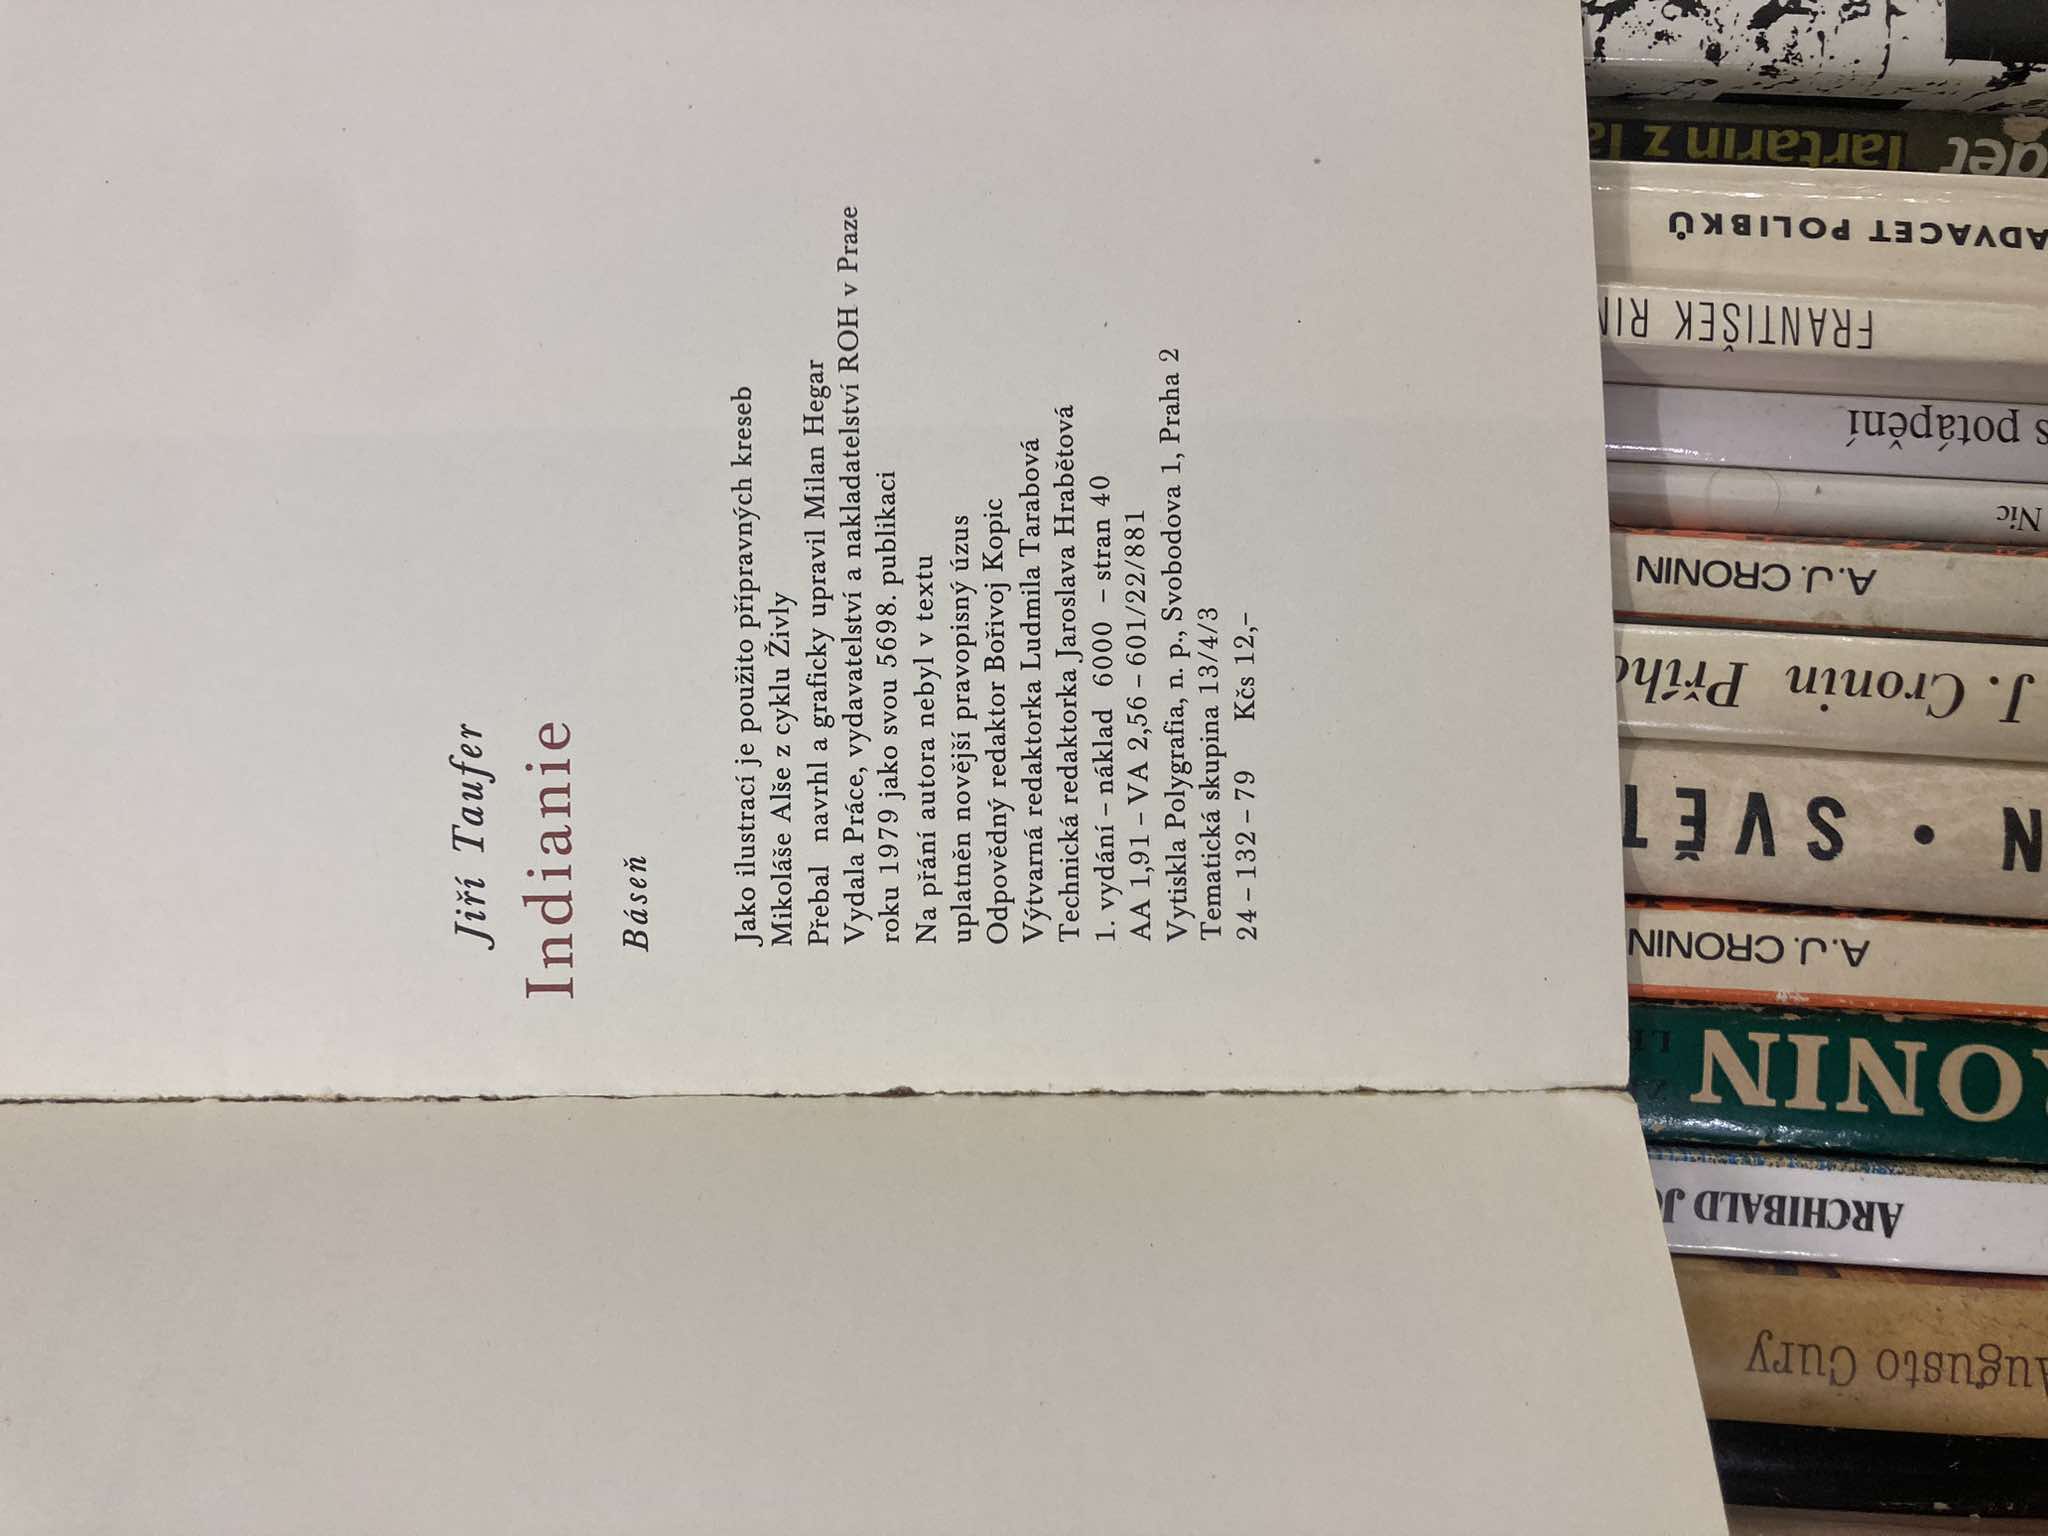 Jiří Taufer
Indianie
Báseň
Jako ilustrací je použito přípravných kreseb
Mikoláše Alše z cyklu Živly
Přebal navrhl a graficky upravil Milan Hegar
Vydala Práce, vydavatelství a nakladatelství ROH v Praze
roku 1979 jako svou 5698. publikaci
Na přání autora nebyl v textu
uplatněn novější pravopisný úzus
Odpovědný redaktor Bořivoj Kopic
Výtvarná redaktorka Ludmila Tarabová
Technická redaktorka Jaroslava Hrabětová
1. vydání – náklad 6000 – stran 40
AA 1,91 – VA 2,56 – 601/22/881
Vytiskla Polygrafia, n. p., Svobodova 1, Praha 2
Tematická skupina 13/4/3
24 – 132 – 79 Kčs 12,–
Tartarin z
ADVACET POLIBKŮ
FRANTIŠEK
s potápění
Nic
A. J. CRONIN
J. Cronin
N • SVĚT
A. J. CRONIN
RONIN
ARCHIBALD
Augusto Cury